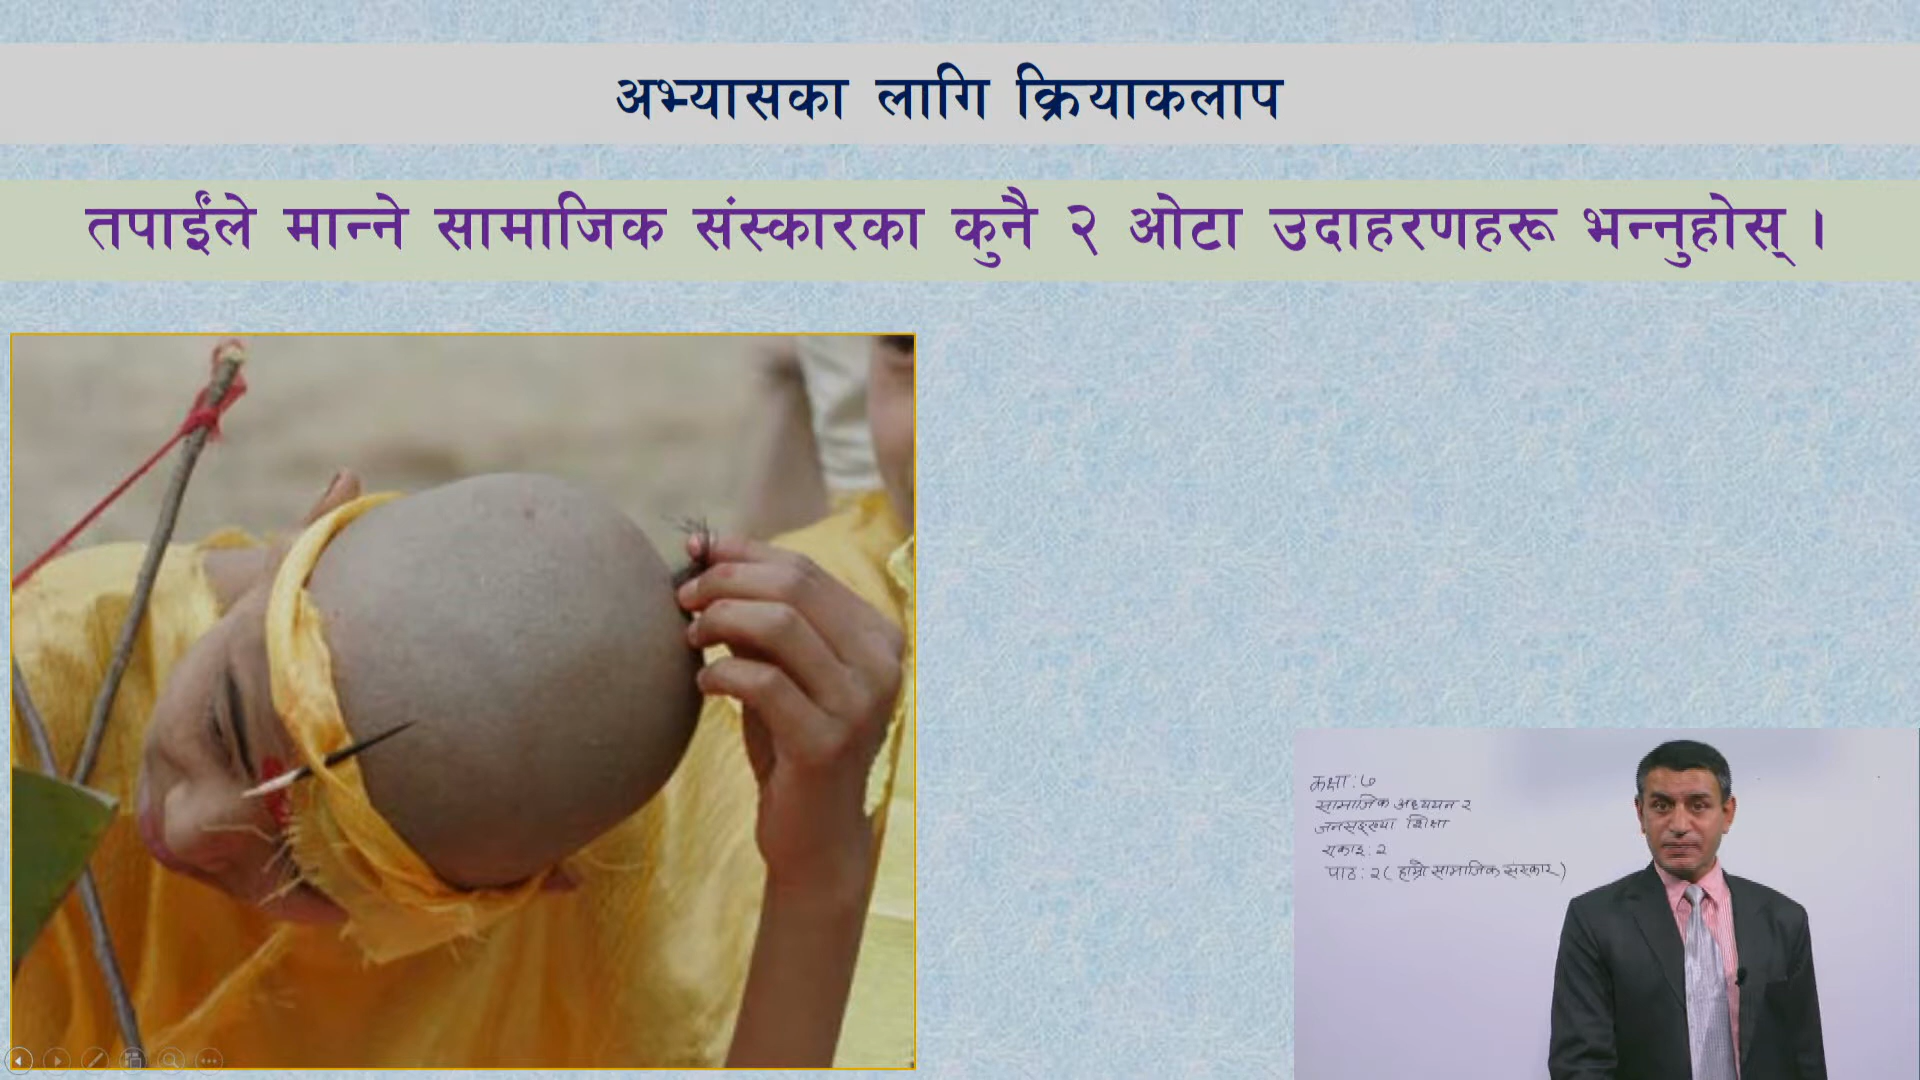 अभ्यासका लागि क्रियाकलाप
तपाईंले मान्ने सामाजिक संस्कारका कुनै २ ओटा उदाहरणहरू भन्नुहोस् ।
कक्षा : ७
सामाजिक अध्ययन र
जनसङ्ख्या शिक्षा
एकाइ : २
पाठ : २ ( हाम्रो सामाजिक संस्कार )